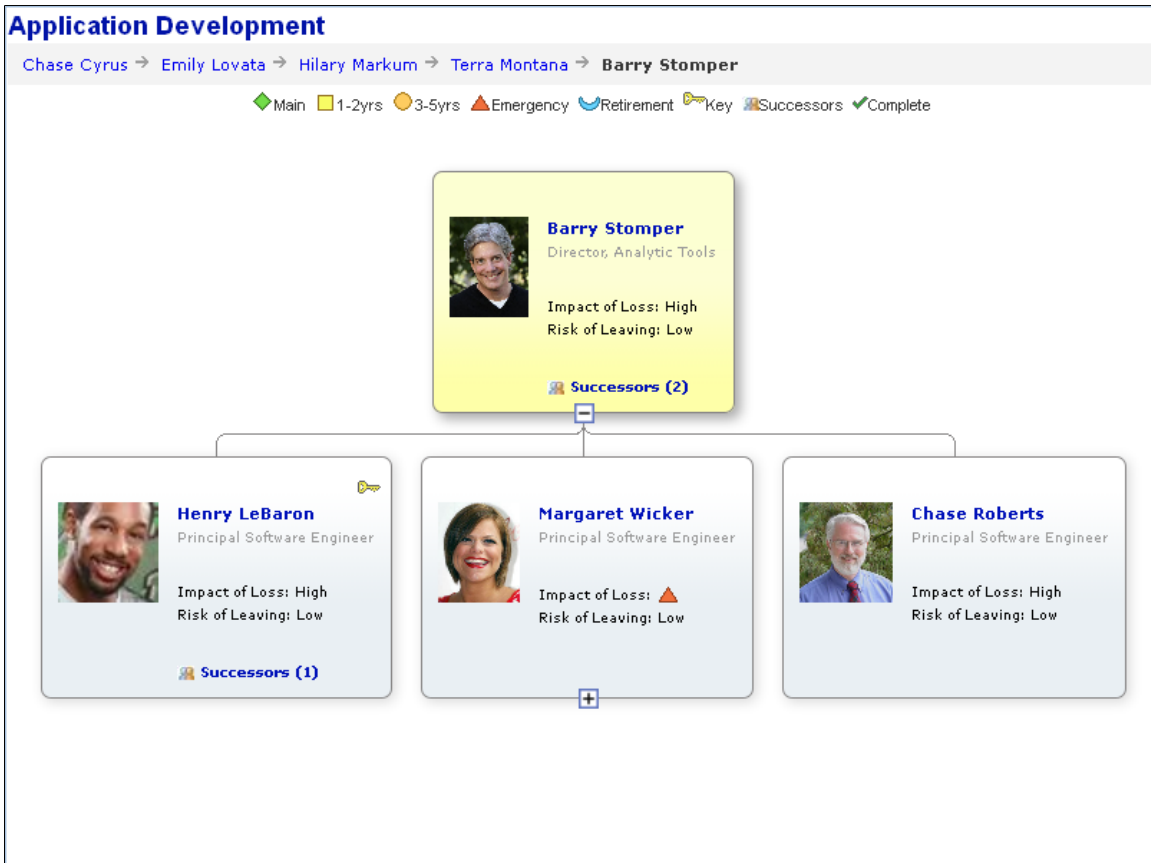 Application Development
Chase Cyrus Emily Lovata Hilary Markum Terra Montana Barry Stomper
Main 1-2yrs 3-5yrs Emergency Retirement Key Successors Complete
Barry Stomper
Director, Analytic Tools
Impact of Loss: High
Risk of Leaving: Low
Successors (2)
Henry LeBaron
Principal Software Engineer
Impact of Loss: High
Risk of Leaving: Low
Successors (1)
Margaret Wicker
Principal Software Engineer
Impact of Loss:
Risk of Leaving: Low
Chase Roberts
Principal Software Engineer
Impact of Loss: High
Risk of Leaving: Low